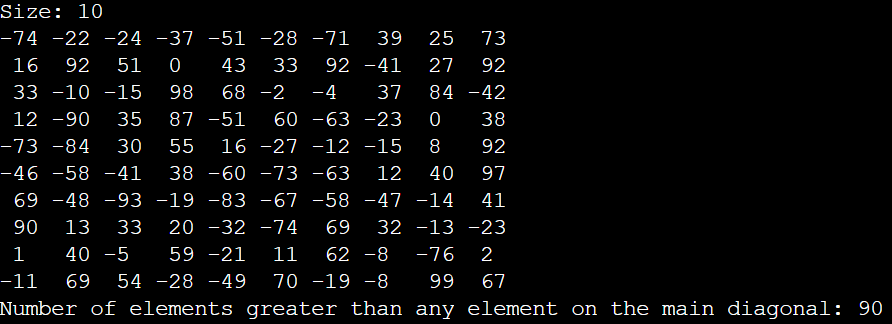 Size: 10
-74 -22 -24 -37 -51 -28 -71 39 25 73
16 92 51 0 43 33 92 -41 27 92
33 -10 -15 98 68 -2 -4 37 84 -42
12 -90 35 87 -51 60 -63 -23 0 38
-73 -84 30 55 16 -27 -12 -15 8 92
-46 -58 -41 38 -60 -73 -63 12 40 97
69 -48 -93 -19 -83 -67 -58 -47 -14 41
90 13 33 20 -32 -74 69 32 -13 -23
1 40 -5 59 -21 11 62 -8 -76 2
-11 69 54 -28 -49 70 -19 -8 99 67
Number of elements greater than any element on the main diagonal: 90